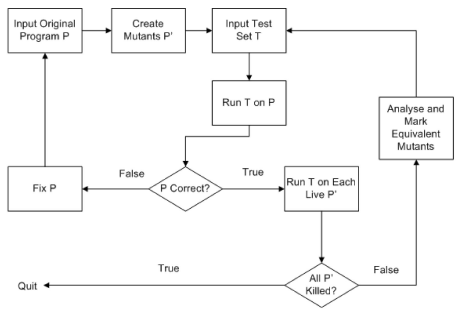 Input Original
Program P
Create
Mutants P'
Input Test
Set T
Run T on P
Analyse and
Mark
Equivalent
Mutants
False
True
Fix P
P Correct?
Run T on Each
Live P'
True
False
All P'
Killed?
Quit